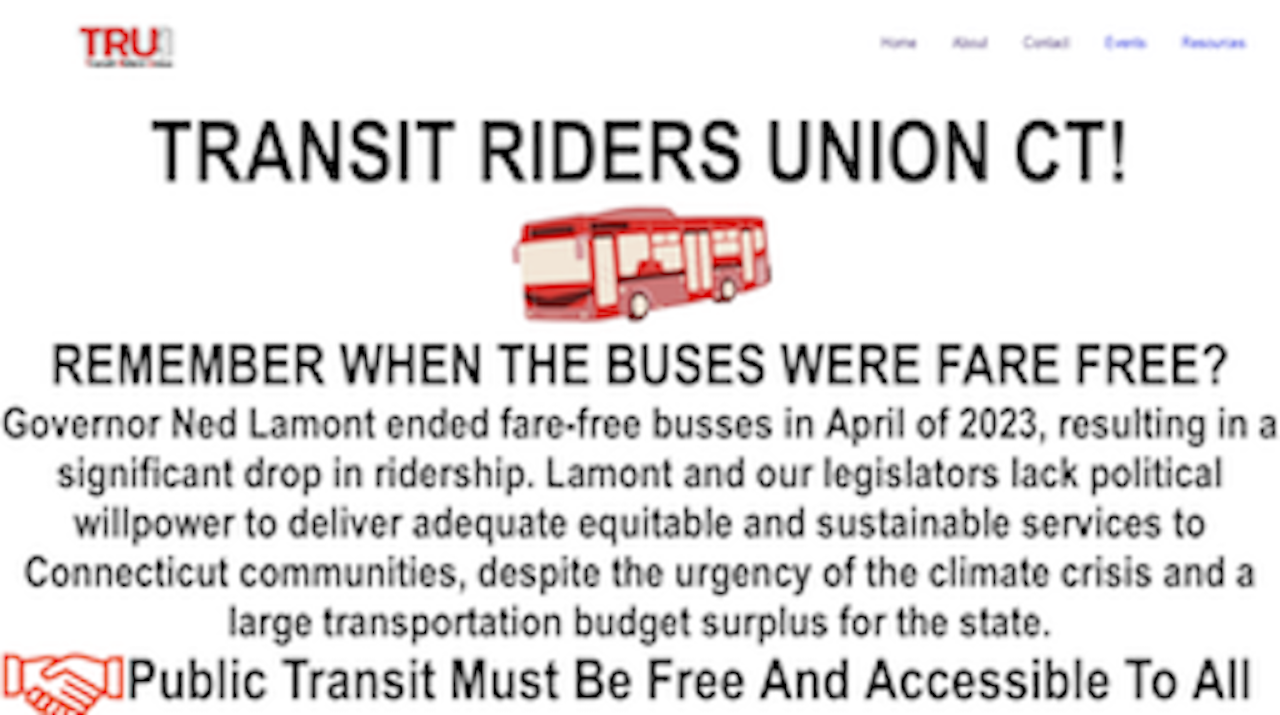 TRU
Transit Riders Union
Home About Contact Events Resources
TRANSIT RIDERS UNION CT!
REMEMBER WHEN THE BUSES WERE FARE FREE?
Governor Ned Lamont ended fare-free busses in April of 2023, resulting in a
significant drop in ridership. Lamont and our legislators lack political
willpower to deliver adequate equitable and sustainable services to
Connecticut communities, despite the urgency of the climate crisis and a
large transportation budget surplus for the state.
Public Transit Must Be Free And Accessible To All